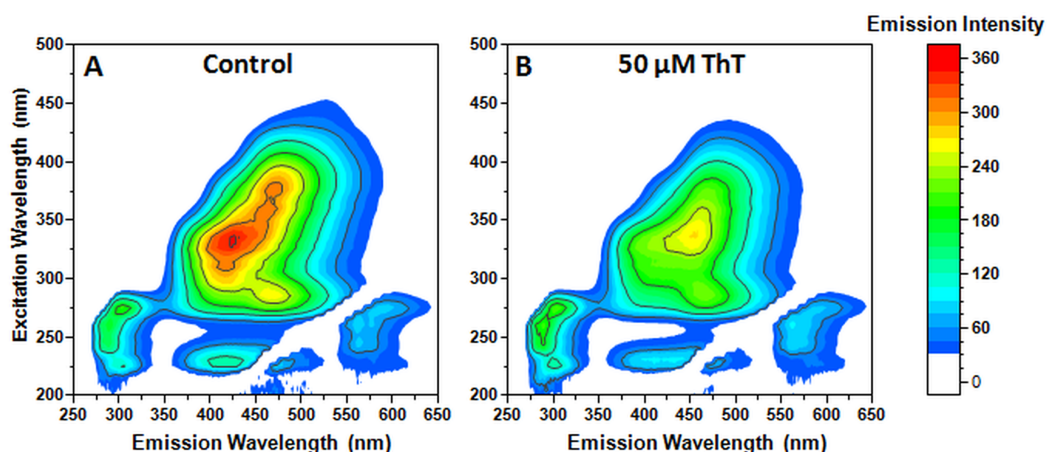 Emission Intensity
A Control
B 50 µM ThT
Excitation Wavelength (nm)
500
450
400
350
300
250
200
250 300 350 400 450 500 550 600 650
Emission Wavelength (nm)
500
450
400
350
300
250
200
250 300 350 400 450 500 550 600 650
Emission Wavelength (nm)
360
300
240
180
120
60
0